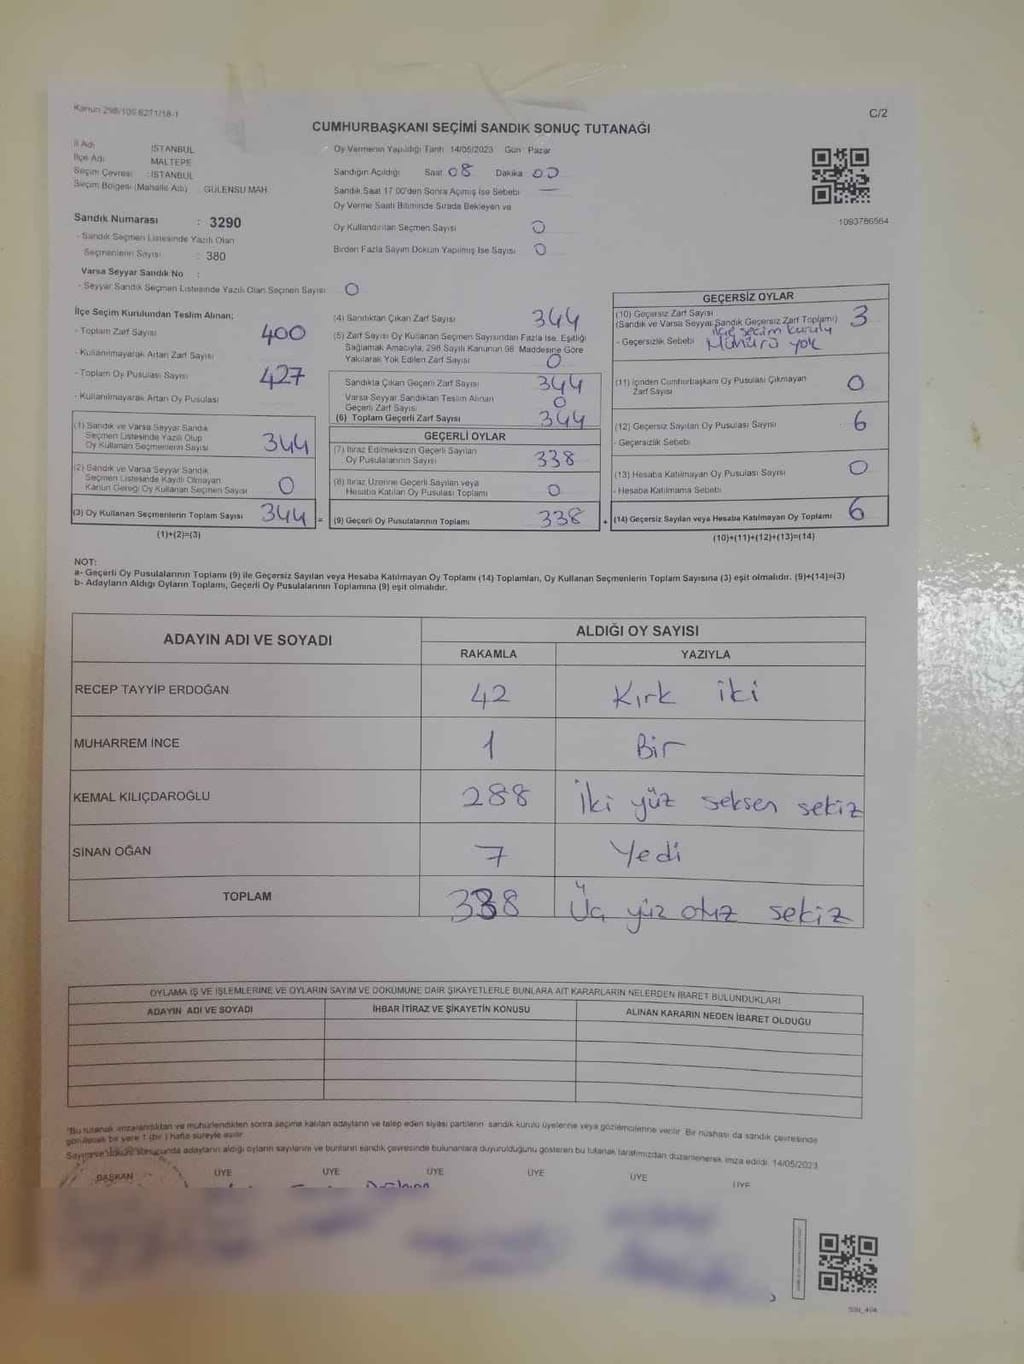 Kanun 298/105 6271/18-1
C/2
CUMHURBAŞKANI SEÇİMİ SANDIK SONUÇ TUTANAĞI
İl Adı : İSTANBUL
İlçe Adı : MALTEPE
Seçim Çevresi : İSTANBUL
Seçim Bölgesi (Mahalle Adı) : GÜLENSU MAH.
Sandık Numarası : 3290
- Sandık Seçmen Listesinde Yazılı Olan
Seçmenlerin Sayısı : 380
Varsa Seyyar Sandık No :
- Seyyar Sandık Seçmen Listesinde Yazılı Olan Seçmen Sayısı 0
Oy Vermenin Yapıldığı Tarih 14/05/2023 Gün Pazar
Sandığın Açıldığı Saat 08 Dakika 00
Sandık Saat 17.00'den Sonra Açılmış İse Sebebi —
Oy Verme Saati Bitiminde Sırada Bekleyen ve
Oy Kullandırılan Seçmen Sayısı 0
Birden Fazla Sayım Döküm Yapılmış İse Sayısı 0
1093786564
İlçe Seçim Kurulundan Teslim Alınan;
- Toplam Zarf Sayısı 400
- Kullanılmayarak Artan Zarf Sayısı
- Toplam Oy Pusulası Sayısı 427
- Kullanılmayarak Artan Oy Pusulası
(1) Sandık ve Varsa Seyyar Sandık
Seçmen Listesinde Yazılı Olup
Oy Kullanan Seçmenlerin Sayısı 344
(2) Sandık ve Varsa Seyyar Sandık
Seçmen Listesinde Kayıtlı Olmayan
Kanun Gereği Oy Kullanan Seçmen Sayısı 0
(3) Oy Kullanan Seçmenlerin Toplam Sayısı 344 =
(1)+(2)=(3)
(4) Sandıktan Çıkan Zarf Sayısı 344
(5) Zarf Sayısı Oy Kullanan Seçmen Sayısından Fazla İse, Eşitliği
Sağlamak Amacıyla, 298 Sayılı Kanunun 98. Maddesine Göre
Yakılarak Yok Edilen Zarf Sayısı 0
Sandıkta Çıkan Geçerli Zarf Sayısı 344
Varsa Seyyar Sandıktan Teslim Alınan
Geçerli Zarf Sayısı 0
(6) Toplam Geçerli Zarf Sayısı 344
GEÇERLİ OYLAR
(7) İtiraz Edilmeksizin Geçerli Sayılan
Oy Pusulalarının Sayısı 338
(8) İtiraz Üzerine Geçerli Sayılan veya
Hesaba Katılan Oy Pusulası Toplamı 0
(9) Geçerli Oy Pusulalarının Toplamı 338 +
GEÇERSİZ OYLAR
(10) Geçersiz Zarf Sayısı
(Sandık ve Varsa Seyyar Sandık Geçersiz Zarf Toplamı) 3
- Geçersizlik Sebebi ilçe seçim kurulu
Mührü yok
(11) İçinden Cumhurbaşkanı Oy Pusulası Çıkmayan
Zarf Sayısı 0
(12) Geçersiz Sayılan Oy Pusulası Sayısı 6
- Geçersizlik Sebebi
(13) Hesaba Katılmayan Oy Pusulası Sayısı 0
- Hesaba Katılmama Sebebi
(14) Geçersiz Sayılan veya Hesaba Katılmayan Oy Toplamı 6
(10)+(11)+(12)+(13)=(14)
NOT:
a- Geçerli Oy Pusulalarının Toplamı (9) ile Geçersiz Sayılan veya Hesaba Katılmayan Oy Toplamı (14) Toplamları, Oy Kullanan Seçmenlerin Toplam Sayısına (3) eşit olmalıdır. (9)+(14)=(3)
b- Adayların Aldığı Oyların Toplamı, Geçerli Oy Pusulalarının Toplamına (9) eşit olmalıdır.
ADAYIN ADI VE SOYADI ALDIĞI OY SAYISI
RAKAMLA YAZIYLA
RECEP TAYYİP ERDOĞAN 42 Kırk iki
MUHARREM İNCE 1 Bir
KEMAL KILIÇDAROĞLU 288 İki yüz seksen sekiz
SİNAN OĞAN 7 Yedi
TOPLAM 338 Üç yüz otuz sekiz
OYLAMA İŞ VE İŞLEMLERİNE VE OYLARIN SAYIM VE DÖKÜMÜNE DAİR ŞİKAYETLERLE BUNLARA AİT KARARLARIN NELERDEN İBARET BULUNDUKLARI
ADAYIN ADI VE SOYADI İHBAR İTİRAZ VE ŞİKAYETİN KONUSU ALINAN KARARIN NEDEN İBARET OLDUĞU
*Bu tutanak imzalandıktan ve mühürlendikten sonra seçime katılan adayların ve talep eden siyasi partilerin sandık kurulu üyelerine veya gözlemcilerine verilir. Bir nüshası da sandık çevresinde
görülecek bir yere 1 (bir) hafta süreyle asılır.
Sayım ve döküm sonucunda adayların aldığı oyların sayılarını ve bunların sandık çevresinde bulunanlara duyurulduğunu gösteren bu tutanak tarafımızdan düzenlenerek imza edildi. 14/05/2023
BAŞKAN ÜYE ÜYE ÜYE ÜYE ÜYE ÜYE